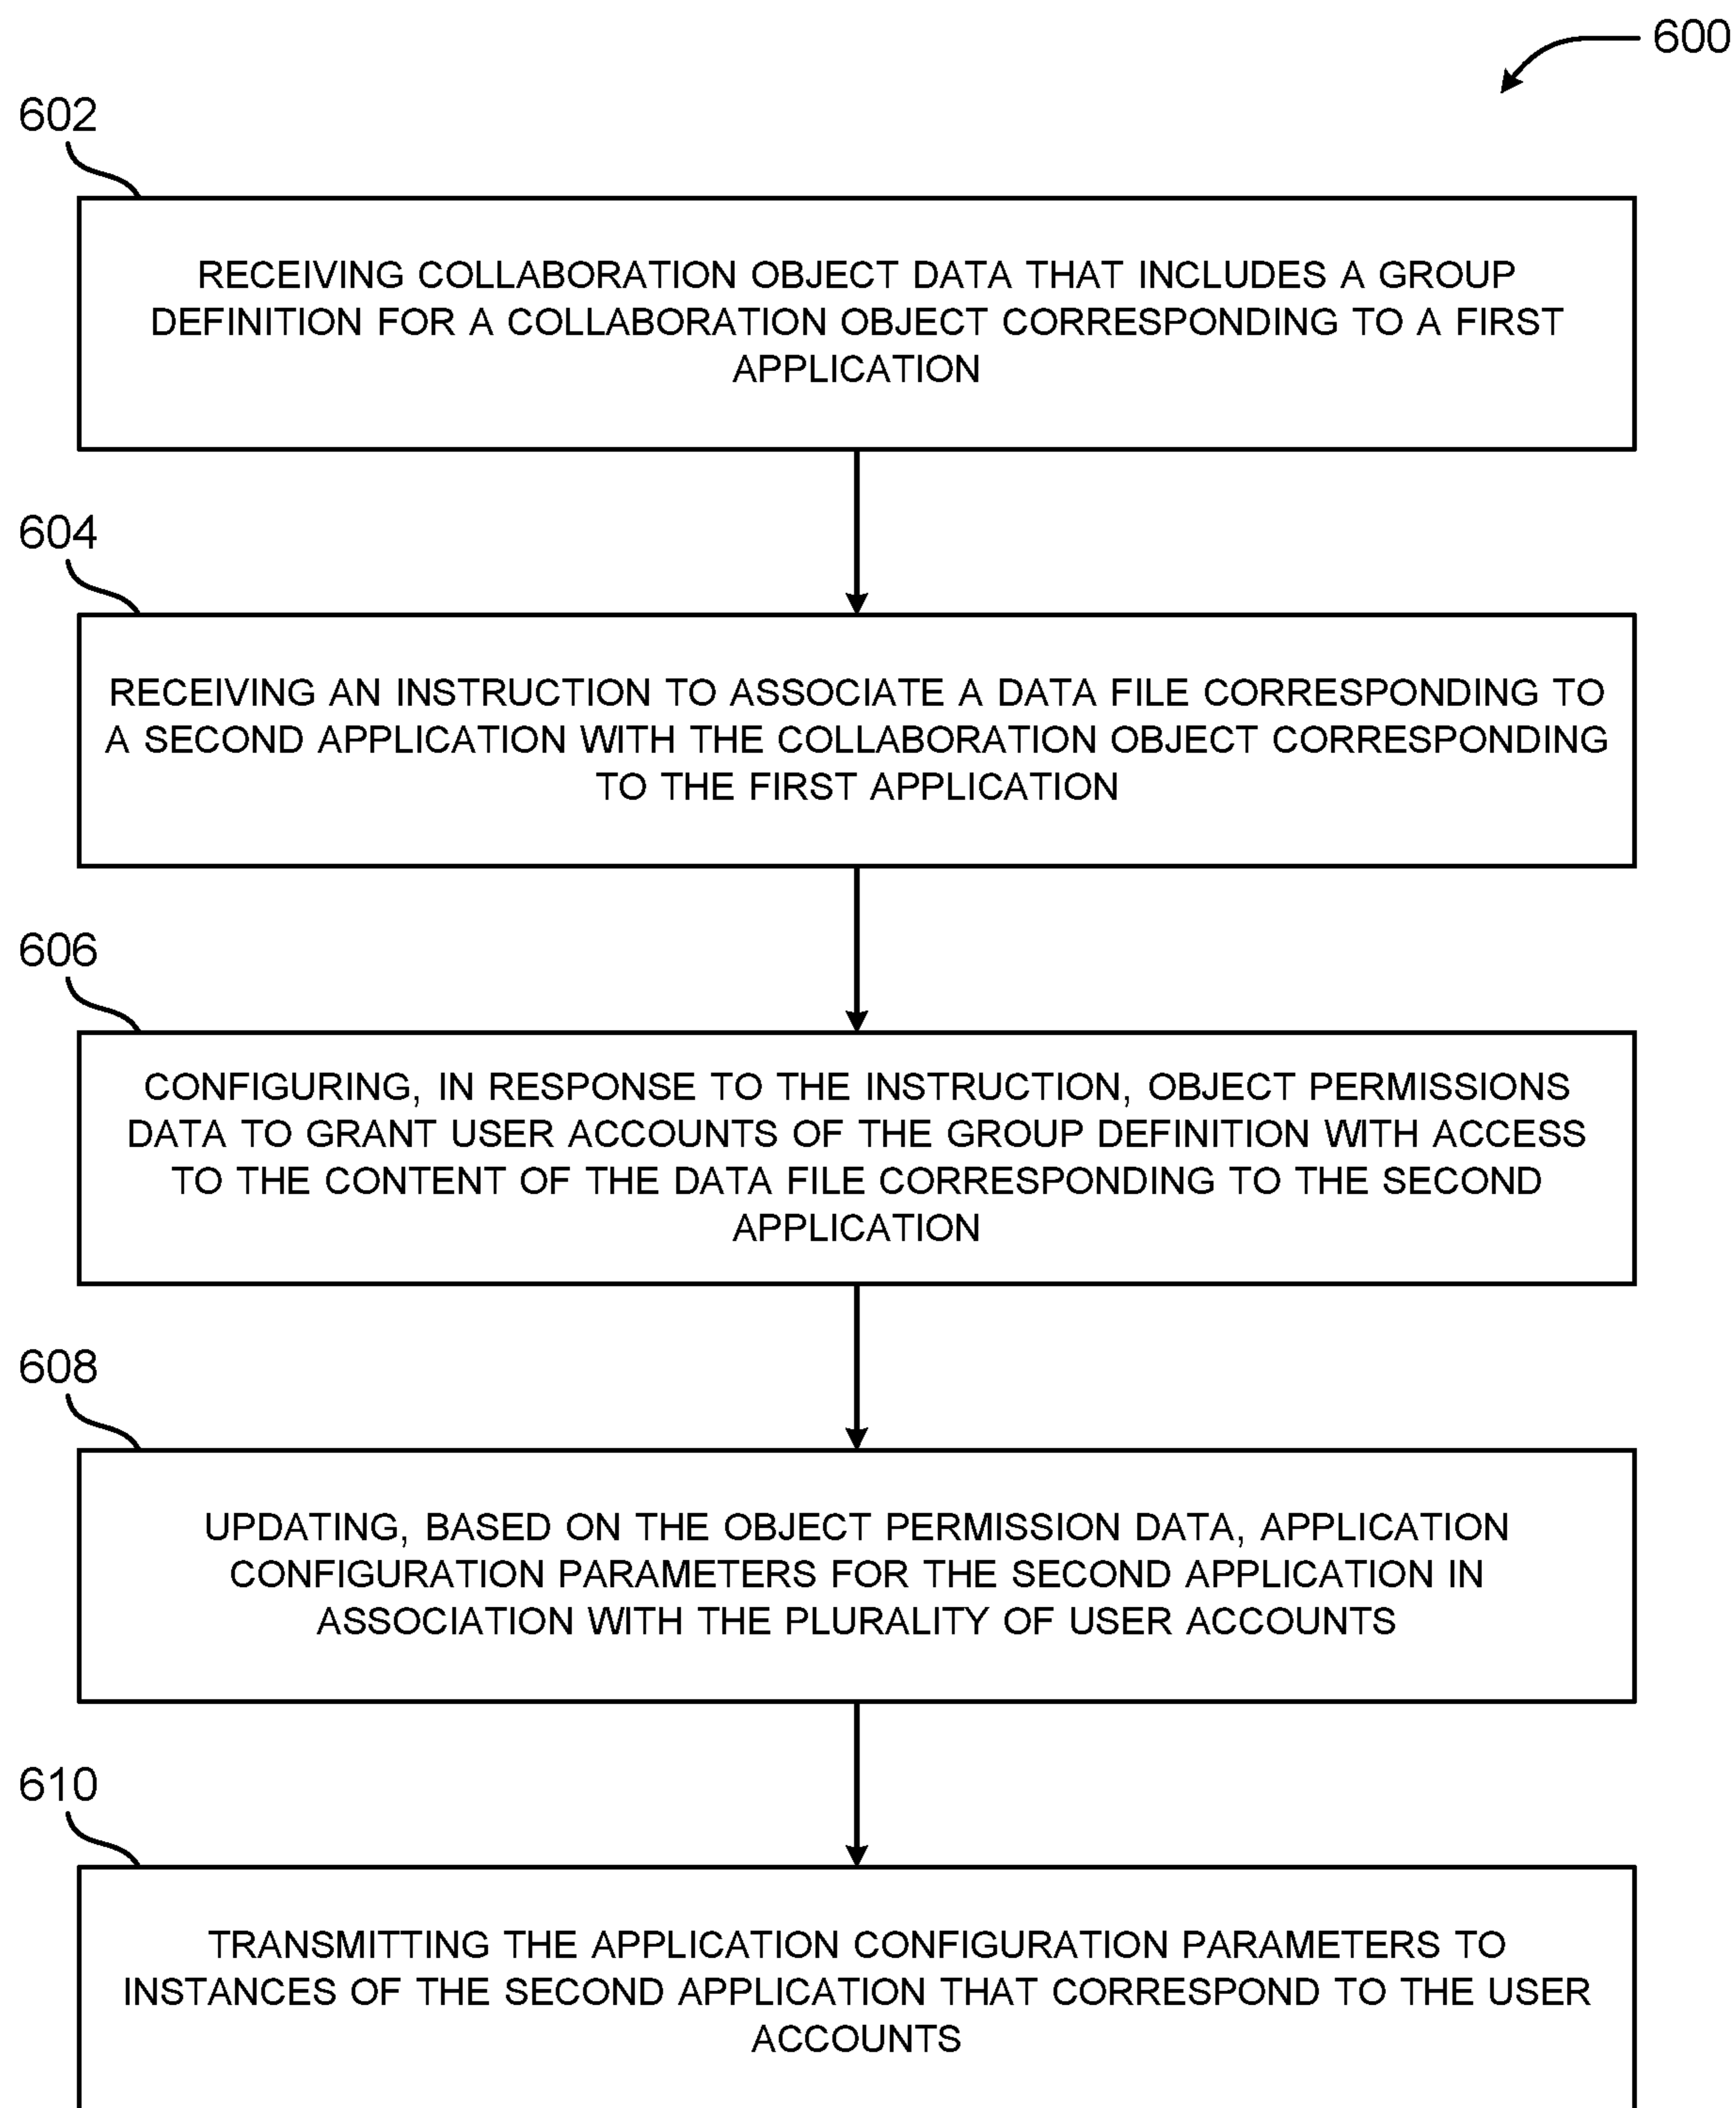 600
602
RECEIVING COLLABORATION OBJECT DATA THAT INCLUDES A GROUP
DEFINITION FOR A COLLABORATION OBJECT CORRESPONDING TO A FIRST
APPLICATION
604
RECEIVING AN INSTRUCTION TO ASSOCIATE A DATA FILE CORRESPONDING TO
A SECOND APPLICATION WITH THE COLLABORATION OBJECT CORRESPONDING
TO THE FIRST APPLICATION
606
CONFIGURING, IN RESPONSE TO THE INSTRUCTION, OBJECT PERMISSIONS
DATA TO GRANT USER ACCOUNTS OF THE GROUP DEFINITION WITH ACCESS
TO THE CONTENT OF THE DATA FILE CORRESPONDING TO THE SECOND
APPLICATION
608
UPDATING, BASED ON THE OBJECT PERMISSION DATA, APPLICATION
CONFIGURATION PARAMETERS FOR THE SECOND APPLICATION IN
ASSOCIATION WITH THE PLURALITY OF USER ACCOUNTS
610
TRANSMITTING THE APPLICATION CONFIGURATION PARAMETERS TO
INSTANCES OF THE SECOND APPLICATION THAT CORRESPOND TO THE USER
ACCOUNTS